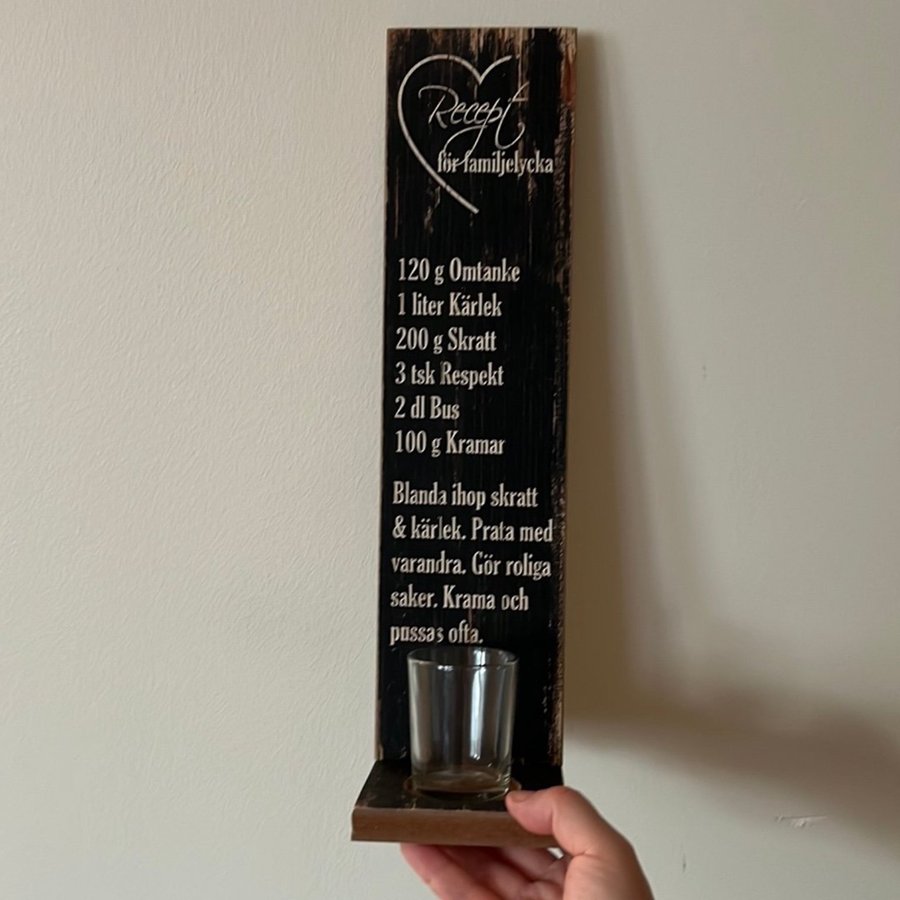 Recept
för familjelycka
120 g Omtanke
1 liter Kärlek
200 g Skratt
3 tsk Respekt
2 dl Bus
100 g Kramar
Blanda ihop skratt
& kärlek. Prata med
varandra. Gör roliga
saker. Krama och
pussas ofta.